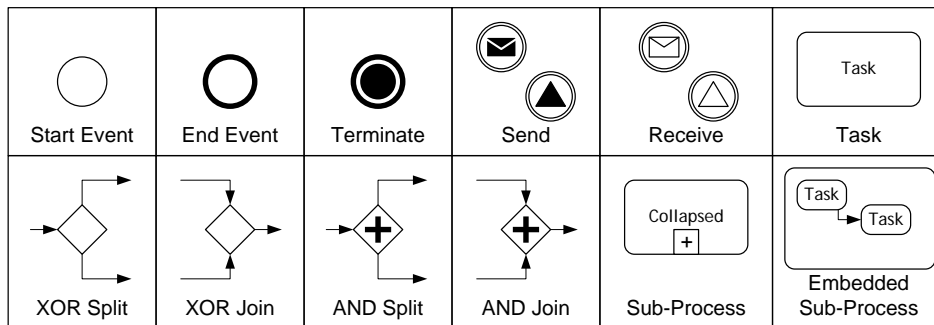 Task
Start Event
End Event
Terminate
Send
Receive
Task
Collapsed
+
Task
Task
XOR Split
XOR Join
AND Split
AND Join
Sub-Process
Embedded
Sub-Process